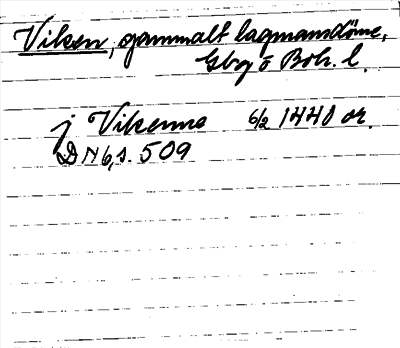 Viken, gammalt lagmansdöme,
Gbg o Boh. l.
j Vikenne 6/2 1440 or.
DN 6, s. 509